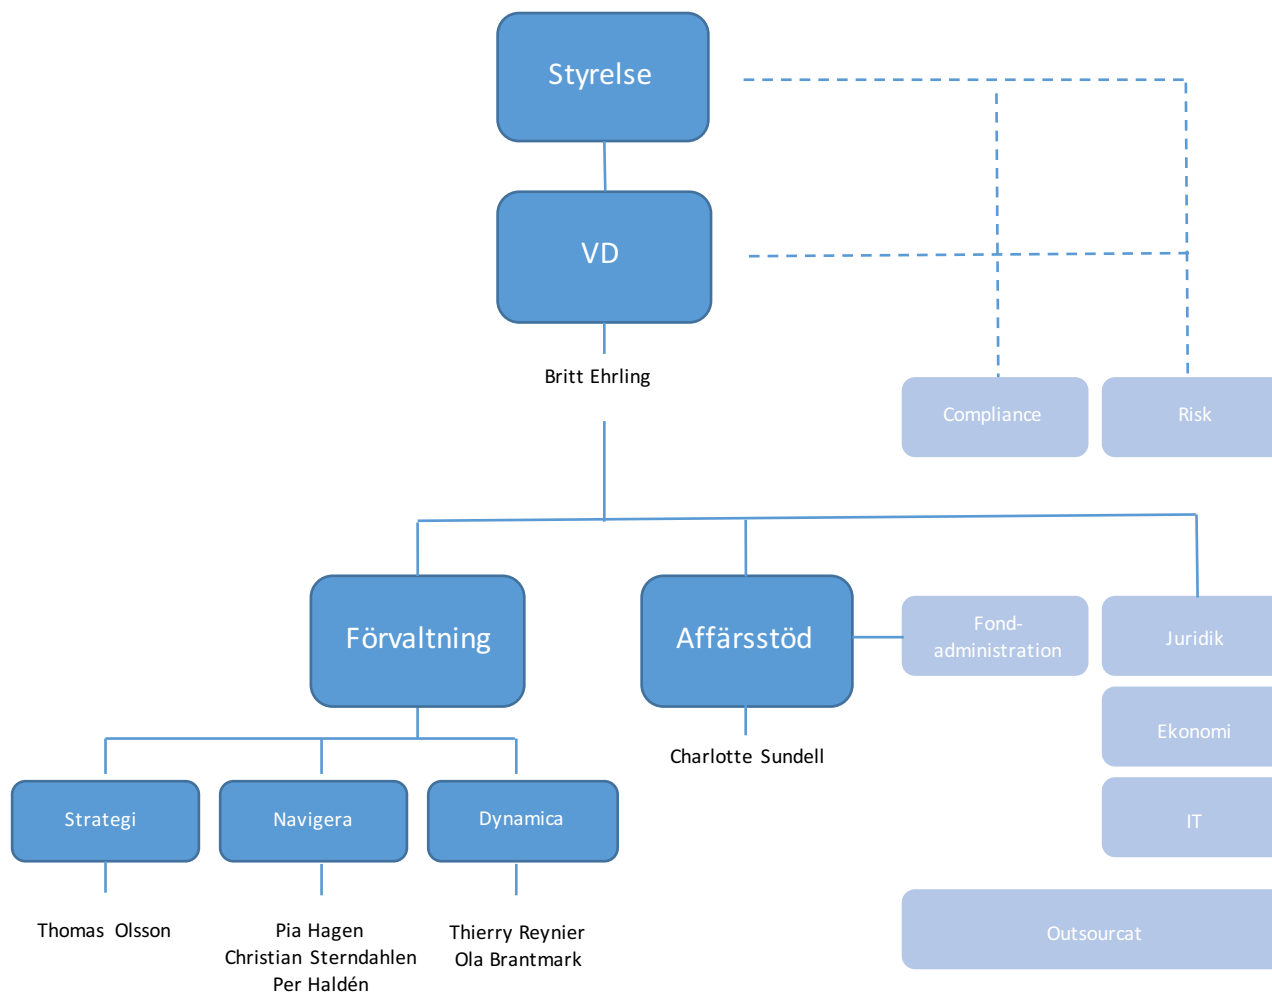 Styrelse
VD
Britt Ehrling
Compliance
Risk
Förvaltning
Affärsstöd
Fond-
administration
Juridik
Ekonomi
IT
Charlotte Sundell
Strategi
Navigera
Dynamica
Thomas Olsson
Pia Hagen
Christian Sterndahlen
Per Haldén
Thierry Reynier
Ola Brantmark
Outsourcat